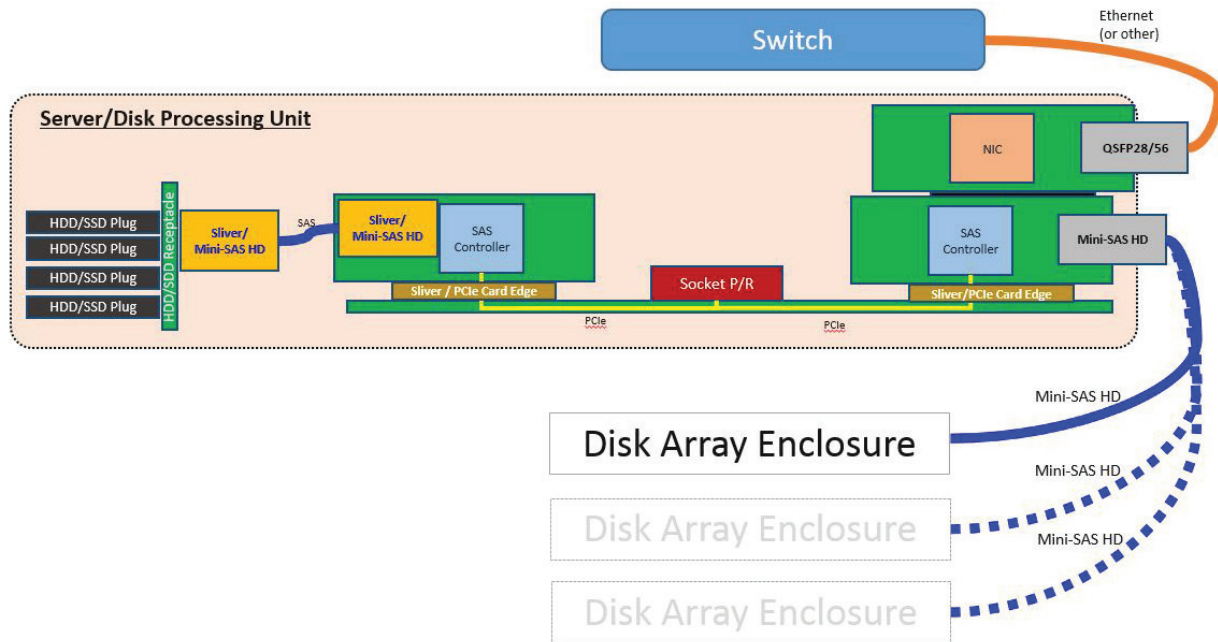 Switch
Ethernet
(or other)
Server/Disk Processing Unit
NIC
QSFP28/56
HDD/SSD Plug
HDD/SSD Plug
HDD/SSD Plug
HDD/SSD Plug
HDD/SDD Receptacle
Sliver/
Mini-SAS HD
SAS
Sliver/
Mini-SAS HD
SAS
Controller
SAS
Controller
Mini-SAS HD
Sliver / PCIe Card Edge
Socket P/R
Sliver/PCIe Card Edge
PCIe
PCIe
Mini-SAS HD
Disk Array Enclosure
Mini-SAS HD
Disk Array Enclosure
Mini-SAS HD
Disk Array Enclosure